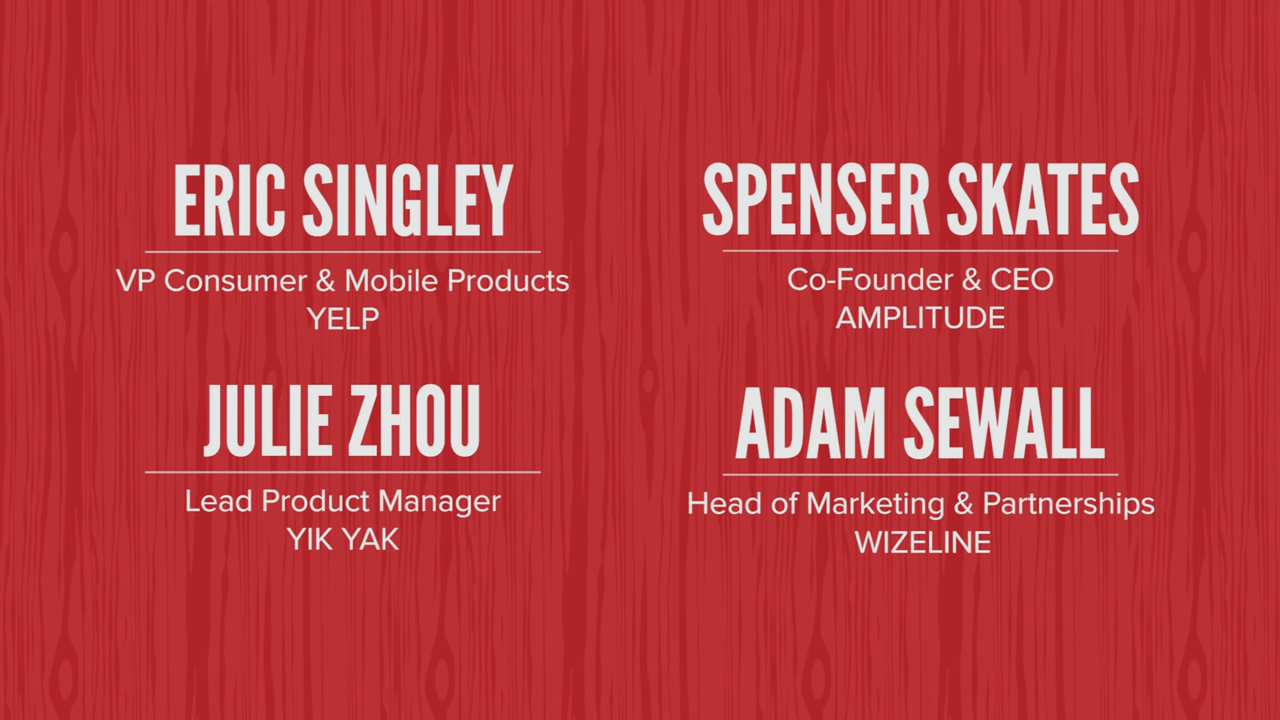 ERIC SINGLEY
VP Consumer & Mobile Products
YELP
SPENSER SKATES
Co-Founder & CEO
AMPLITUDE
JULIE ZHOU
Lead Product Manager
YIK YAK
ADAM SEWALL
Head of Marketing & Partnerships
WIZELINE